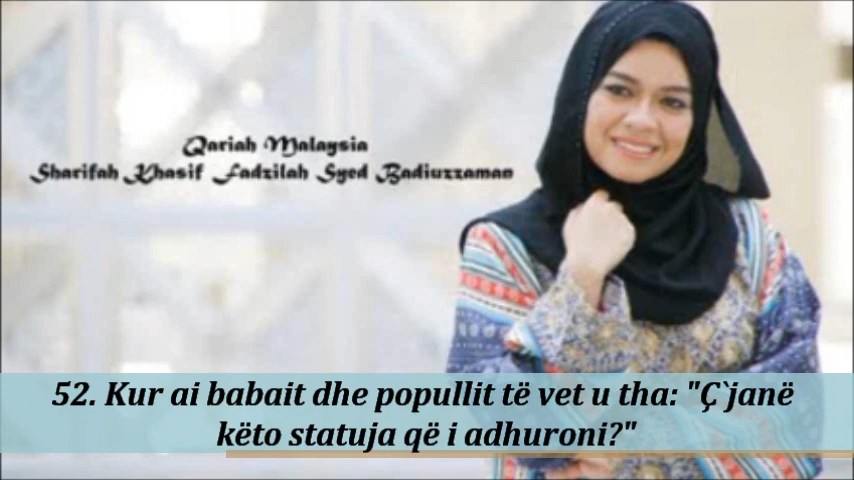 Qariah Malaysia
Sharifah Khasif Fadzilah Syed Badiuzzaman
52. Kur ai babait dhe popullit të vet u tha: "Ç`janë
këto statuja që i adhuroni?"